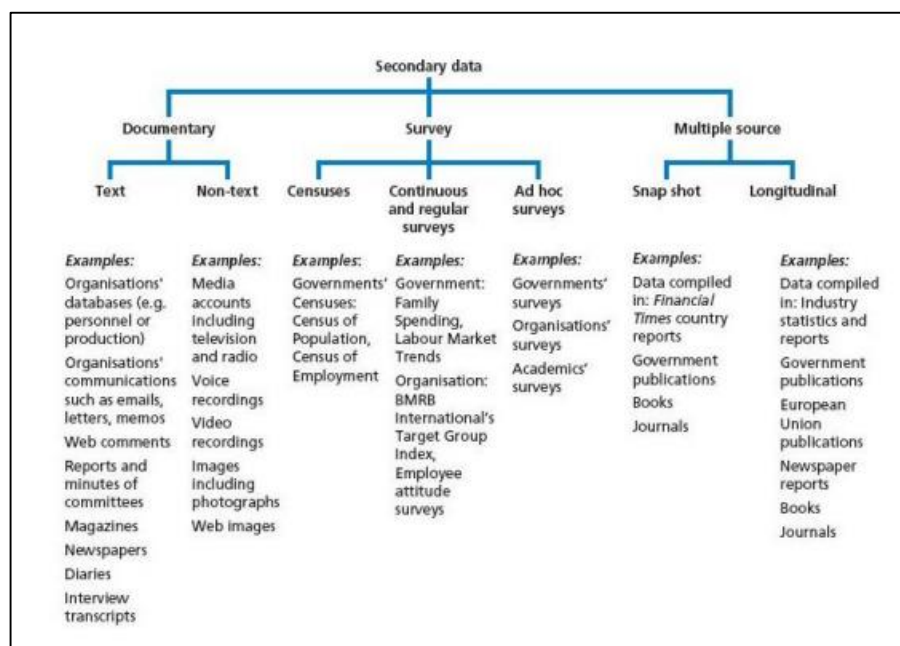 Secondary data
Documentary
Survey
Multiple source
Text
Non-text
Censuses
Continuous
and regular
surveys
Ad hoc
surveys
Snap shot
Longitudinal
Examples:
Organisations'
databases (e.g.
personnel or
production)
Organisations'
communications
such as emails,
letters, memos
Web comments
Reports and
minutes of
committees
Magazines
Newspapers
Diaries
Interview
transcripts
Examples:
Media
accounts
including
television
and radio
Voice
recordings
Video
recordings
Images
including
photographs
Web images
Examples:
Governments'
Censuses:
Census of
Population,
Census of
Employment
Examples:
Government:
Family
Spending,
Labour Market
Trends
Organisation:
BMRB
International's
Target Group
Index,
Employee
attitude
surveys
Examples:
Governments'
surveys
Organisations'
surveys
Academics'
surveys
Examples:
Data compiled
in: Financial
Times country
reports
Government
publications
Books
Journals
Examples:
Data compiled
in: Industry
statistics and
reports
Government
publications
European
Union
publications
Newspaper
reports
Books
Journals